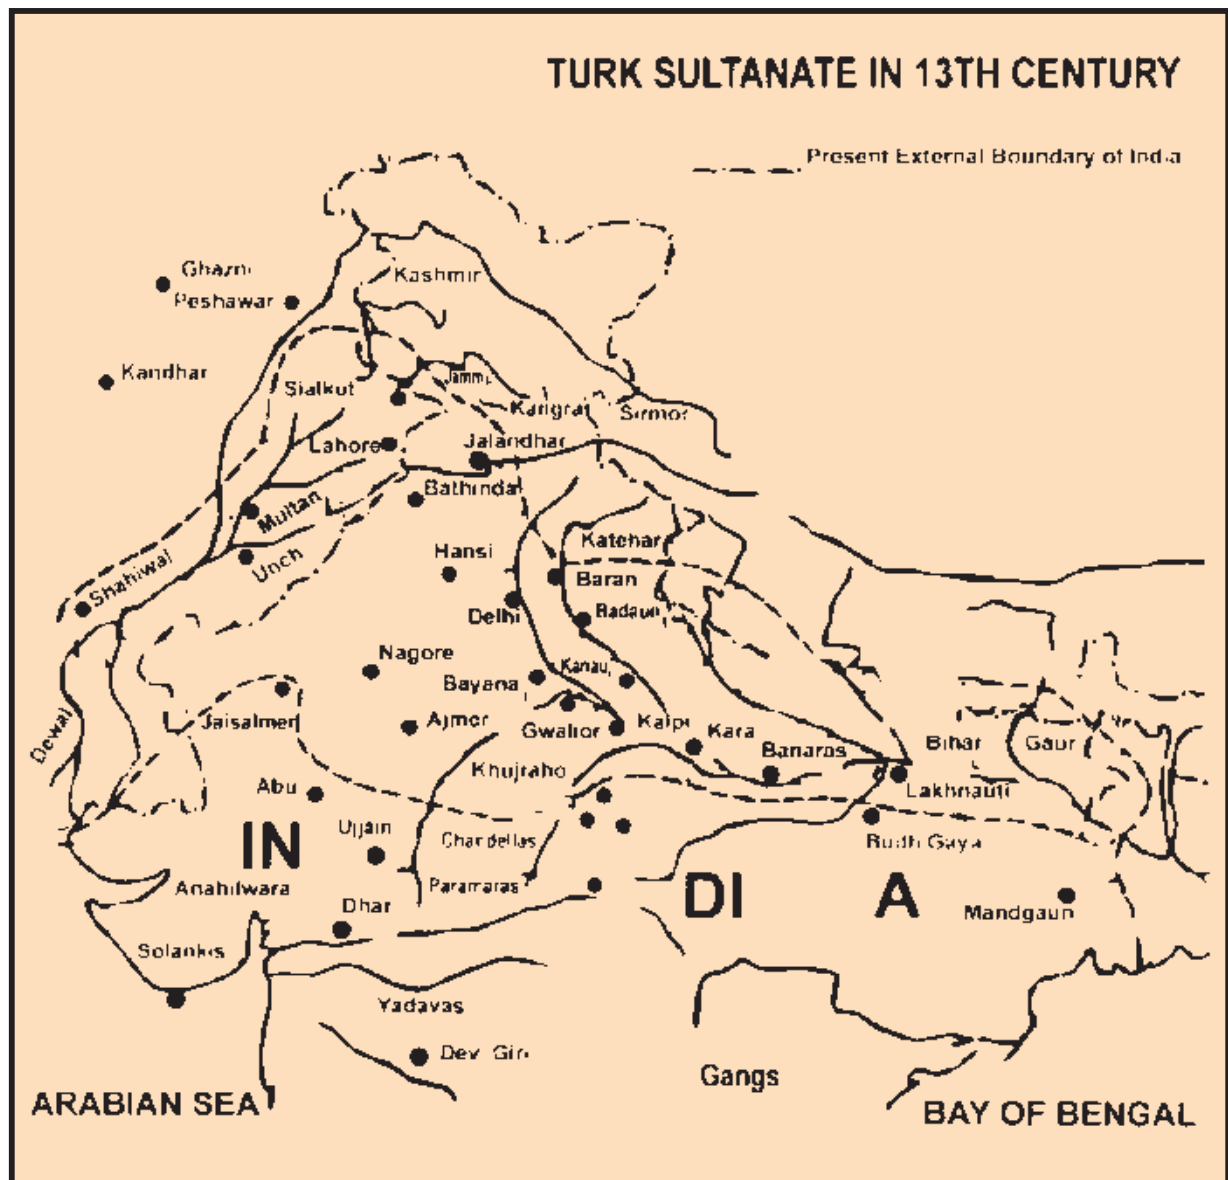 TURK SULTANATE IN 13TH CENTURY
Present External Boundary of India
Ghazni
Peshawar
Kashmir
Kandhar
Sialkut
Jammu
Kangrat
Sirmor
Lahore
Jalandhar
Bathinda
Multan
Unch
Shahiwal
Hansi
Katehar
Baran
Delhi
Badaun
Nagore
Bayana
Kanauj
Jaisalmer
Ajmer
Gwalior
Kalpi
Kara
Dewal
Khujraho
Banaras
Bihar
Gaur
Abu
Lakhnauti
Ujjain
Chandellas
Budh Gaya
IN
DI
A
Paramaras
Anahilwara
Dhar
Mandgaun
Solankis
Yadavas
Dev Giri
Gangs
ARABIAN SEA
BAY OF BENGAL